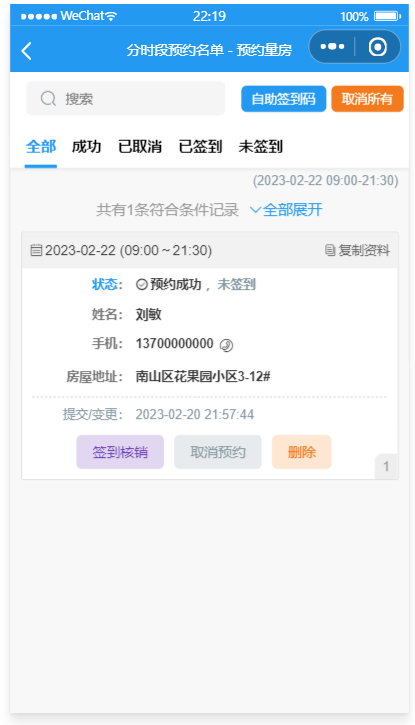 WeChat 22:19 100%
分时段预约名单 - 预约量房
搜索 自助签到码 取消所有
全部 成功 已取消 已签到 未签到
(2023-02-22 09:00-21:30)
共有1条符合条件记录 全部展开
2023-02-22 (09:00~21:30) 复制资料
状态： 预约成功，未签到
姓名： 刘敏
手机： 13700000000
房屋地址： 南山区花果园小区3-12#
提交/变更： 2023-02-20 21:57:44
签到核销 取消预约 删除
1